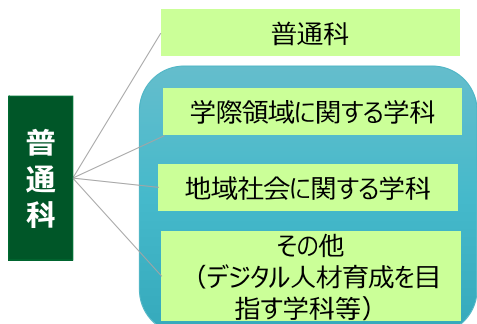 普通科
普通科
学際領域に関する学科
地域社会に関する学科
その他
（デジタル人材育成を目
指す学科等）